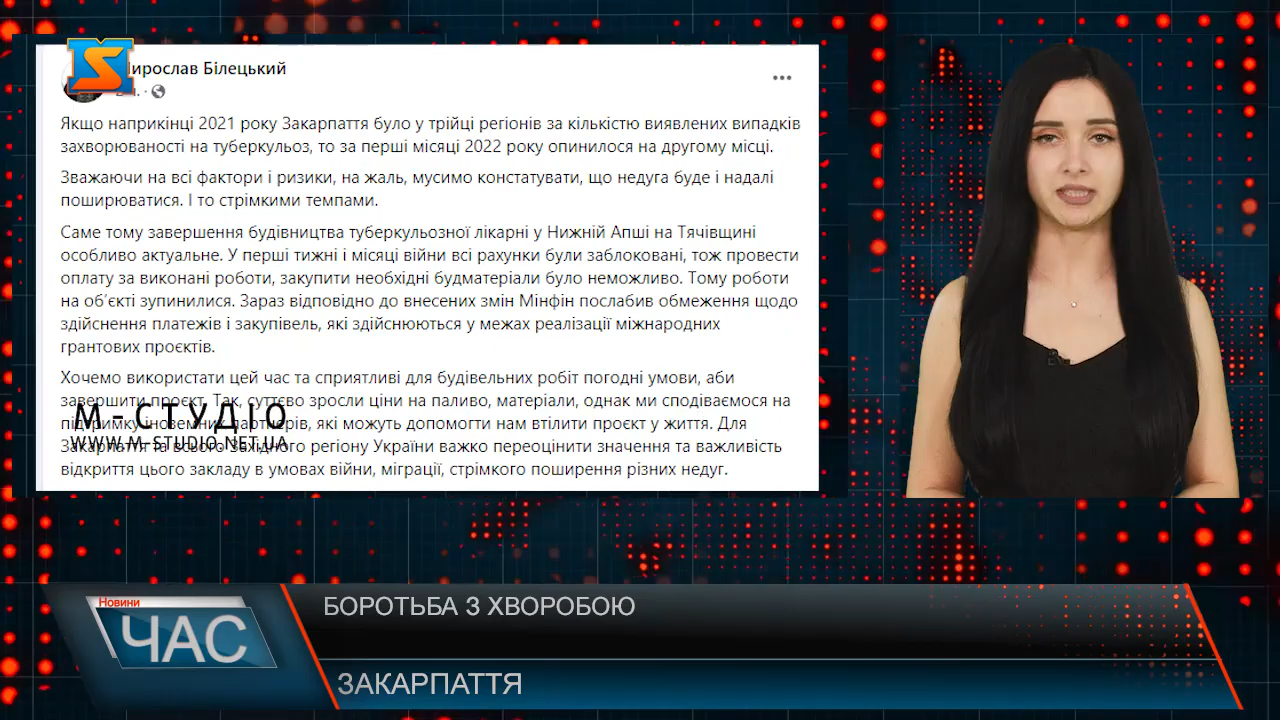 Мирослав Білецький
Якщо наприкінці 2021 року Закарпаття було у трійці регіонів за кількістю виявлених випадків
захворюваності на туберкульоз, то за перші місяці 2022 року опинилося на другому місці.
Зважаючи на всі фактори і ризики, на жаль, мусимо констатувати, що недуга буде і надалі
поширюватися. І то стрімкими темпами.
Саме тому завершення будівництва туберкульозної лікарні у Нижній Апші на Тячівщині
особливо актуальне. У перші тижні і місяці війни всі рахунки були заблоковані, тож провести
оплату за виконані роботи, закупити необхідні будматеріали було неможливо. Тому роботи
на об’єкті зупинилися. Зараз відповідно до внесених змін Мінфін послабив обмеження щодо
здійснення платежів і закупівель, які здійснюються у межах реалізації міжнародних
грантових проєктів.
Хочемо використати цей час та сприятливі для будівельних робіт погодні умови, аби
завершити проєкт. Так, суттєво зросли ціни на паливо, матеріали, однак ми сподіваємося на
підтримку іноземних партнерів, які можуть допомогти нам втілити проєкт у життя. Для
Закарпаття та всього Західного регіону України важко переоцінити значення та важливість
відкриття цього закладу в умовах війни, міграції, стрімкого поширення різних недуг.
М-СТУДІО
WWW.M-STUDIO.NET.UA
Новини
ЧАС
БОРОТЬБА З ХВОРОБОЮ
ЗАКАРПАТТЯ